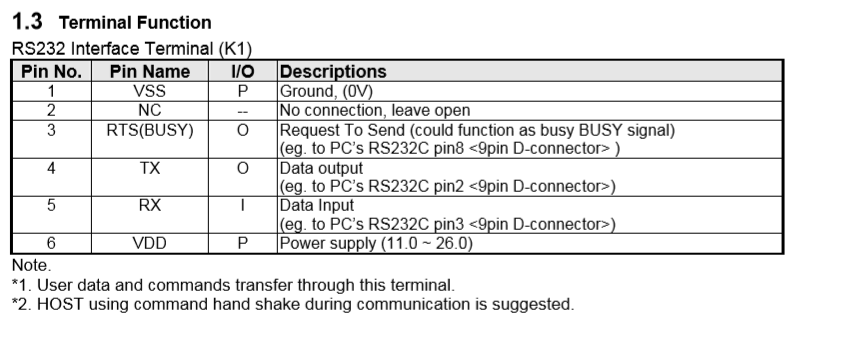 1.3 Terminal Function
RS232 Interface Terminal (K1)
Pin No. Pin Name I/O Descriptions
1 VSS P Ground, (0V)
2 NC -- No connection, leave open
3 RTS(BUSY) O Request To Send (could function as busy BUSY signal)
(eg. to PC's RS232C pin8 <9pin D-connector> )
4 TX O Data output
(eg. to PC's RS232C pin2 <9pin D-connector>)
5 RX I Data Input
(eg. to PC's RS232C pin3 <9pin D-connector>)
6 VDD P Power supply (11.0 ~ 26.0)
Note.
*1. User data and commands transfer through this terminal.
*2. HOST using command hand shake during communication is suggested.